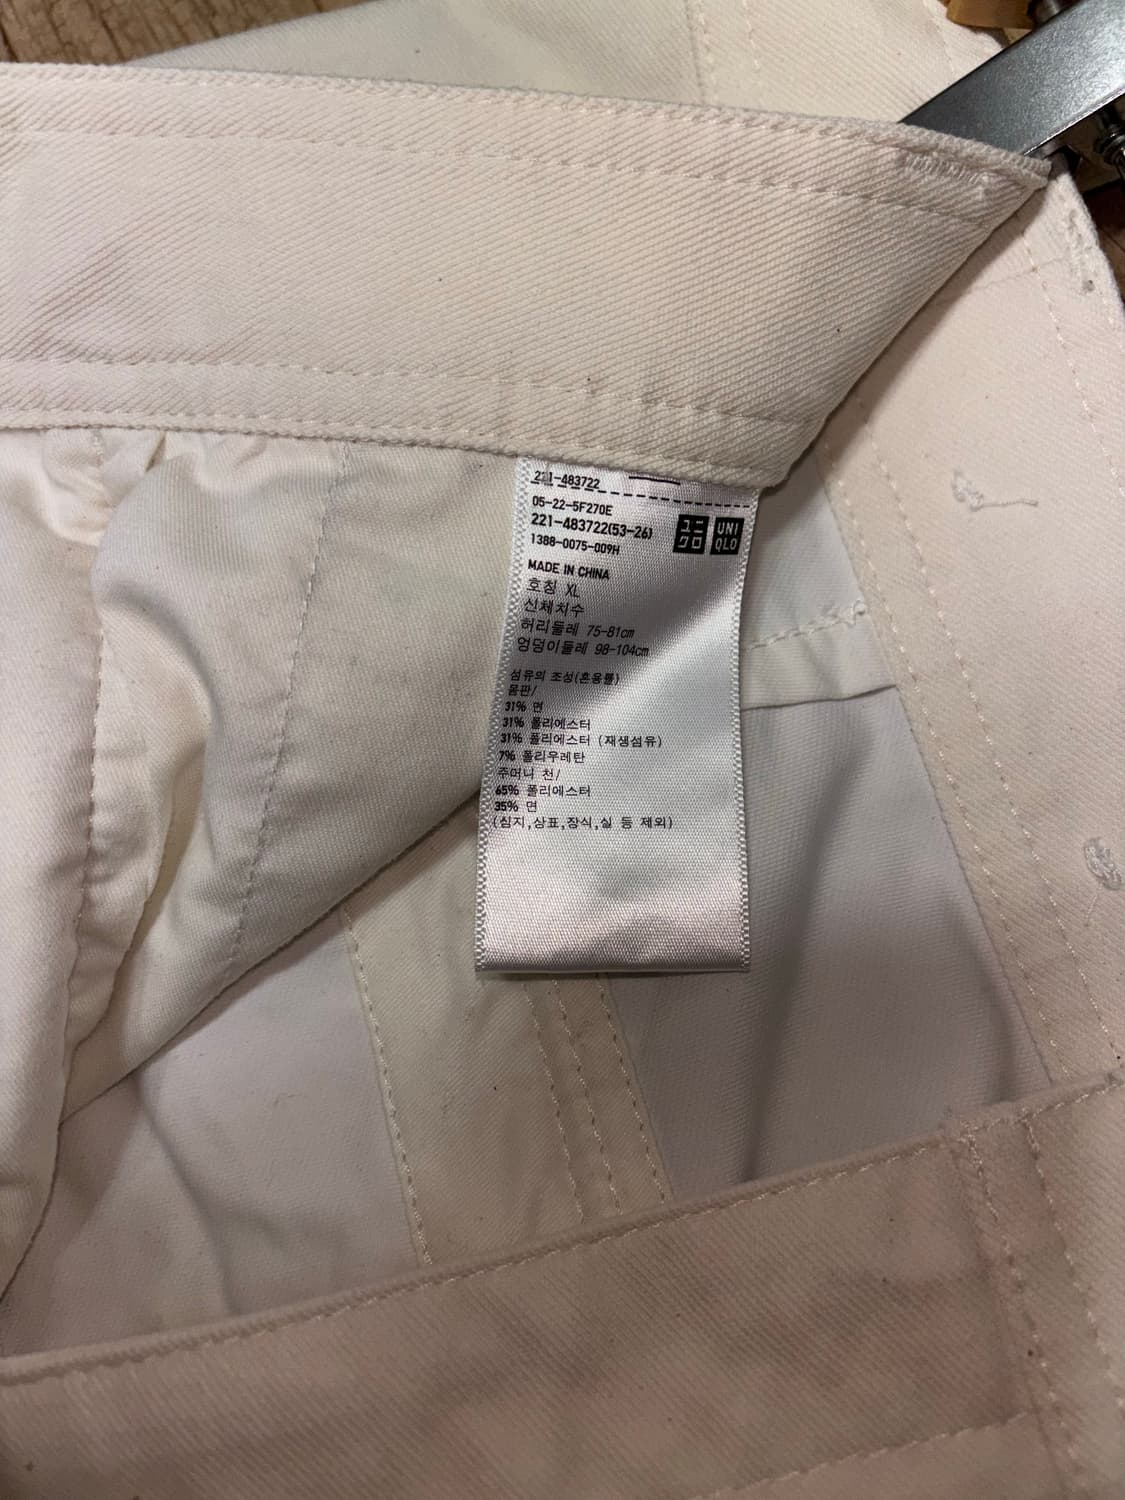 221-483722
05-22-5F270E
221-483722(53-26)
1388-0075-009H
ユニ
クロ
UNI
QLO
MADE IN CHINA
호칭 XL
신체치수
허리둘레 75-81cm
엉덩이둘레 98-104cm
섬유의 조성(혼용률)
몸판/
31% 면
31% 폴리에스터
31% 폴리에스터 (재생섬유)
7% 폴리우레탄
주머니 천/
65% 폴리에스터
35% 면
(심지,상표,장식,실 등 제외)